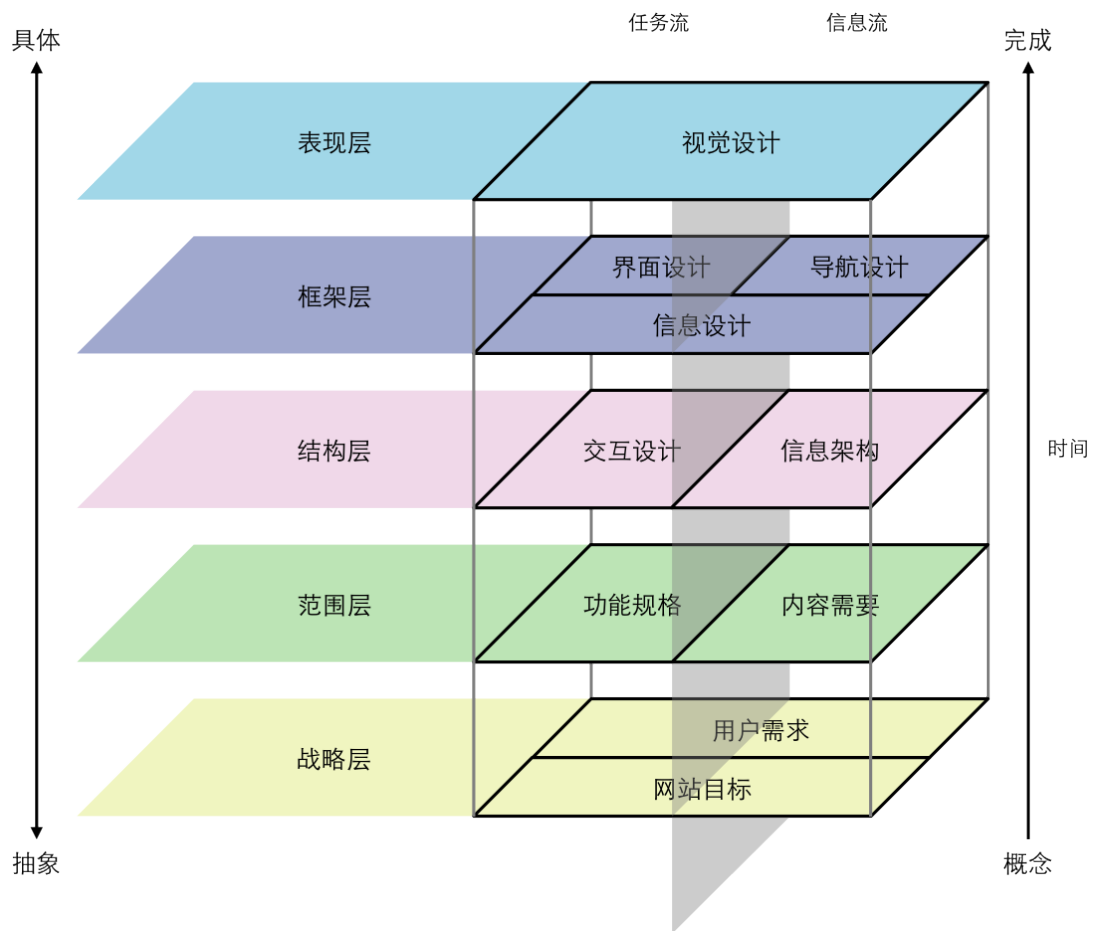 任务流
信息流
具体
完成
表现层
视觉设计
界面设计
导航设计
框架层
信息设计
结构层
交互设计
信息架构
时间
范围层
功能规格
内容需要
用户需求
战略层
网站目标
抽象
概念